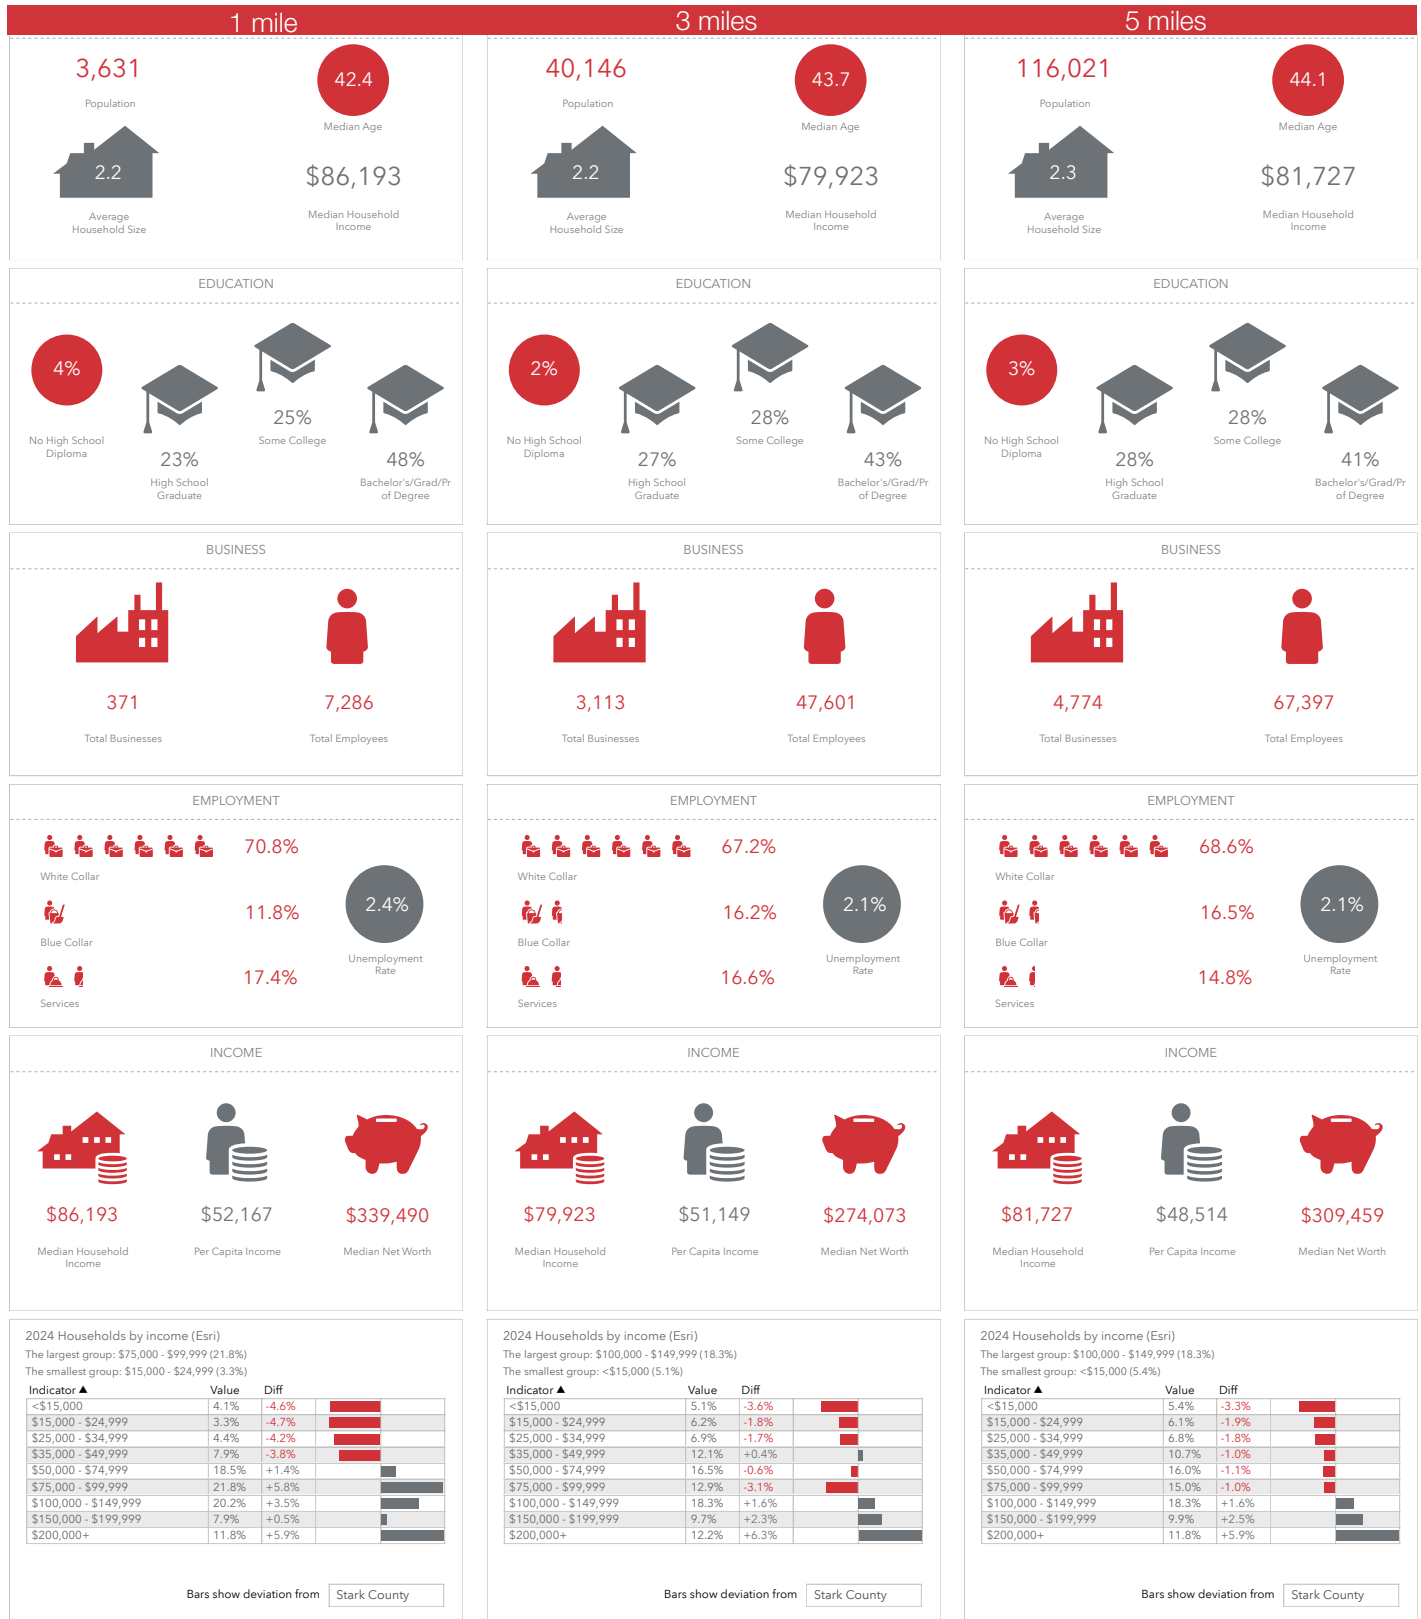 1 mile
3,631
Population
42.4
Median Age
2.2
Average
Household Size
$86,193
Median Household
Income
EDUCATION
4%
No High School
Diploma
23%
High School
Graduate
25%
Some College
48%
Bachelor's/Grad/Pr
of Degree
BUSINESS
371
Total Businesses
7,286
Total Employees
EMPLOYMENT
70.8%
White Collar
11.8%
Blue Collar
17.4%
Services
2.4%
Unemployment
Rate
INCOME
$86,193
Median Household
Income
$52,167
Per Capita Income
$339,490
Median Net Worth
2024 Households by income (Esri)
The largest group: $75,000 - $99,999 (21.8%)
The smallest group: $15,000 - $24,999 (3.3%)
Indicator ▲ Value Diff
<$15,000 4.1% -4.6%
$15,000 - $24,999 3.3% -4.7%
$25,000 - $34,999 4.4% -4.2%
$35,000 - $49,999 7.9% -3.8%
$50,000 - $74,999 18.5% +1.4%
$75,000 - $99,999 21.8% +5.8%
$100,000 - $149,999 20.2% +3.5%
$150,000 - $199,999 7.9% +0.5%
$200,000+ 11.8% +5.9%
Bars show deviation from Stark County
3 miles
40,146
Population
43.7
Median Age
2.2
Average
Household Size
$79,923
Median Household
Income
EDUCATION
2%
No High School
Diploma
27%
High School
Graduate
28%
Some College
43%
Bachelor's/Grad/Pr
of Degree
BUSINESS
3,113
Total Businesses
47,601
Total Employees
EMPLOYMENT
67.2%
White Collar
16.2%
Blue Collar
16.6%
Services
2.1%
Unemployment
Rate
INCOME
$79,923
Median Household
Income
$51,149
Per Capita Income
$274,073
Median Net Worth
2024 Households by income (Esri)
The largest group: $100,000 - $149,999 (18.3%)
The smallest group: <$15,000 (5.1%)
Indicator ▲ Value Diff
<$15,000 5.1% -3.6%
$15,000 - $24,999 6.2% -1.8%
$25,000 - $34,999 6.9% -1.7%
$35,000 - $49,999 12.1% +0.4%
$50,000 - $74,999 16.5% -0.6%
$75,000 - $99,999 12.9% -3.1%
$100,000 - $149,999 18.3% +1.6%
$150,000 - $199,999 9.7% +2.3%
$200,000+ 12.2% +6.3%
Bars show deviation from Stark County
5 miles
116,021
Population
44.1
Median Age
2.3
Average
Household Size
$81,727
Median Household
Income
EDUCATION
3%
No High School
Diploma
28%
High School
Graduate
28%
Some College
41%
Bachelor's/Grad/Pr
of Degree
BUSINESS
4,774
Total Businesses
67,397
Total Employees
EMPLOYMENT
68.6%
White Collar
16.5%
Blue Collar
14.8%
Services
2.1%
Unemployment
Rate
INCOME
$81,727
Median Household
Income
$48,514
Per Capita Income
$309,459
Median Net Worth
2024 Households by income (Esri)
The largest group: $100,000 - $149,999 (18.3%)
The smallest group: <$15,000 (5.4%)
Indicator ▲ Value Diff
<$15,000 5.4% -3.3%
$15,000 - $24,999 6.1% -1.9%
$25,000 - $34,999 6.8% -1.8%
$35,000 - $49,999 10.7% -1.0%
$50,000 - $74,999 16.0% -1.1%
$75,000 - $99,999 15.0% -1.0%
$100,000 - $149,999 18.3% +1.6%
$150,000 - $199,999 9.9% +2.5%
$200,000+ 11.8% +5.9%
Bars show deviation from Stark County